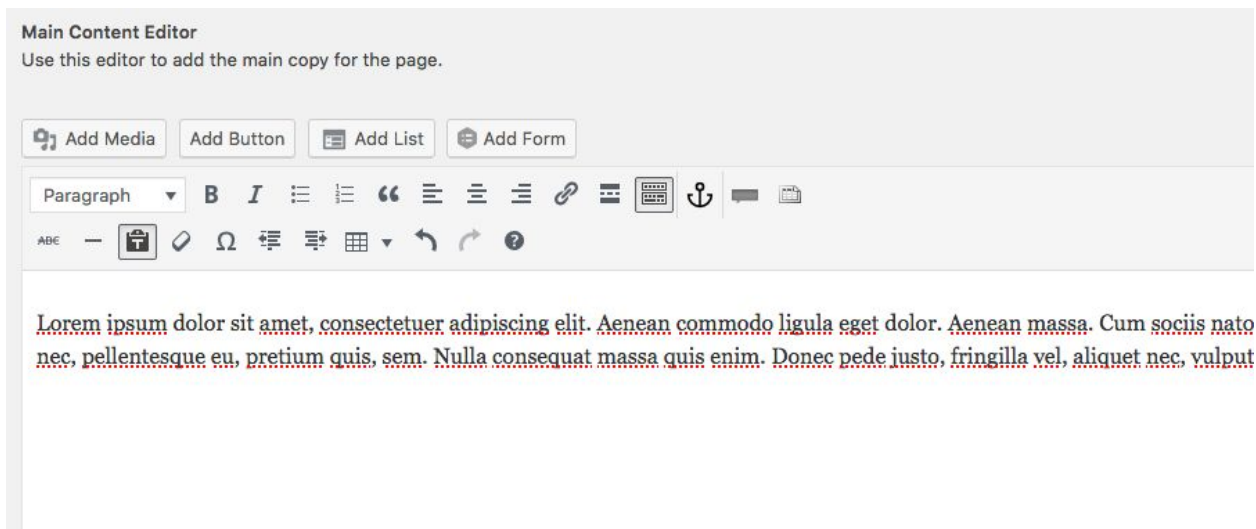 Main Content Editor
Use this editor to add the main copy for the page.
Add Media Add Button Add List Add Form
Paragraph B I
ABC
Lorem ipsum dolor sit amet, consectetuer adipiscing elit. Aenean commodo ligula eget dolor. Aenean massa. Cum sociis nato
nec, pellentesque eu, pretium quis, sem. Nulla consequat massa quis enim. Donec pede justo, fringilla vel, aliquet nec, vulput